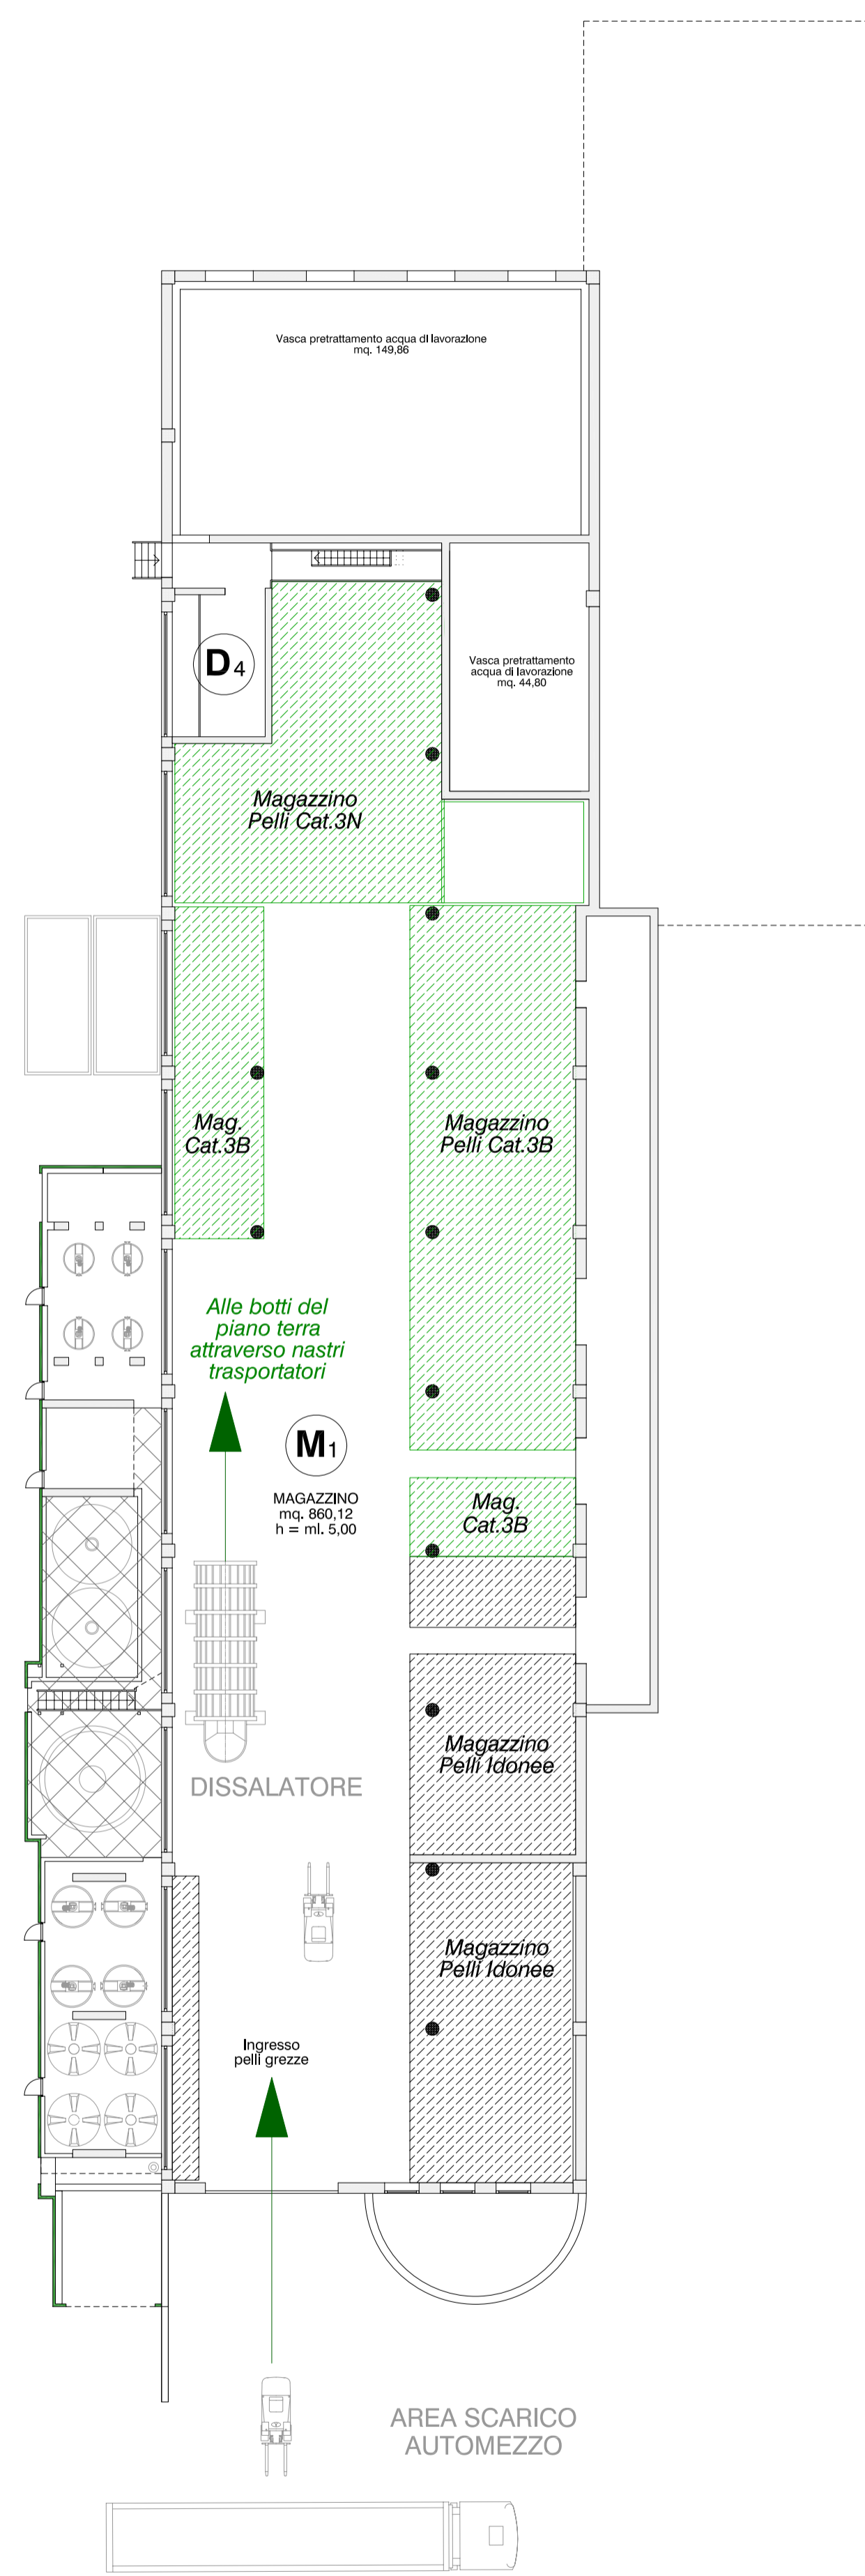 Vasca pretrattamento acqua di lavorazione
mq. 149,86
D4
Vasca pretrattamento
acqua di lavorazione
mq. 44,80
Magazzino
Pelli Cat.3N
Mag.
Cat.3B
Magazzino
Pelli Cat.3B
Alle botti del
piano terra
attraverso nastri
trasportatori
M1
MAGAZZINO
mq. 860,12
h = ml. 5,00
Mag.
Cat.3B
Magazzino
Pelli Idonee
DISSALATORE
Magazzino
Pelli Idonee
Ingresso
pelli grezze
AREA SCARICO
AUTOMEZZO